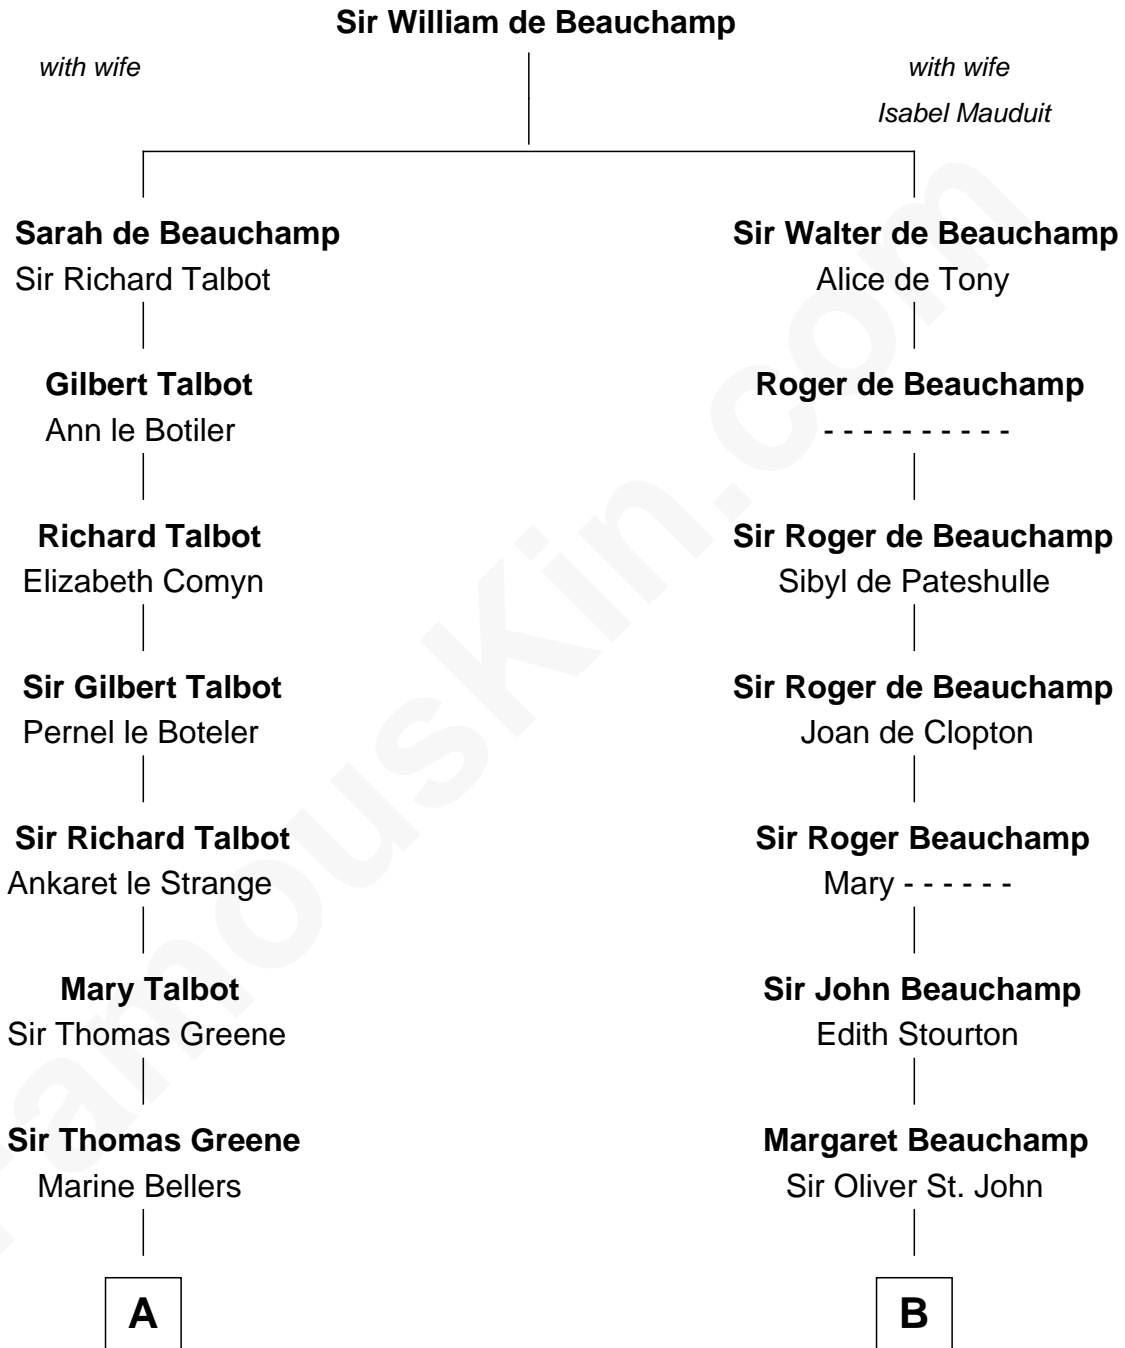 Sir William de Beauchamp
with wife
with wife
Isabel Mauduit
Sarah de Beauchamp
Sir Richard Talbot
Sir Walter de Beauchamp
Alice de Tony
Gilbert Talbot
Ann le Botiler
Roger de Beauchamp
- - - - - - - - - -
Richard Talbot
Elizabeth Comyn
Sir Roger de Beauchamp
Sibyl de Pateshulle
Sir Gilbert Talbot
Pernel le Boteler
Sir Roger de Beauchamp
Joan de Clopton
Sir Richard Talbot
Ankaret le Strange
Sir Roger Beauchamp
Mary - - - - - -
Mary Talbot
Sir Thomas Greene
Sir John Beauchamp
Edith Stourton
Sir Thomas Greene
Marine Bellers
Margaret Beauchamp
Sir Oliver St. John
A
B
FamousKin.com